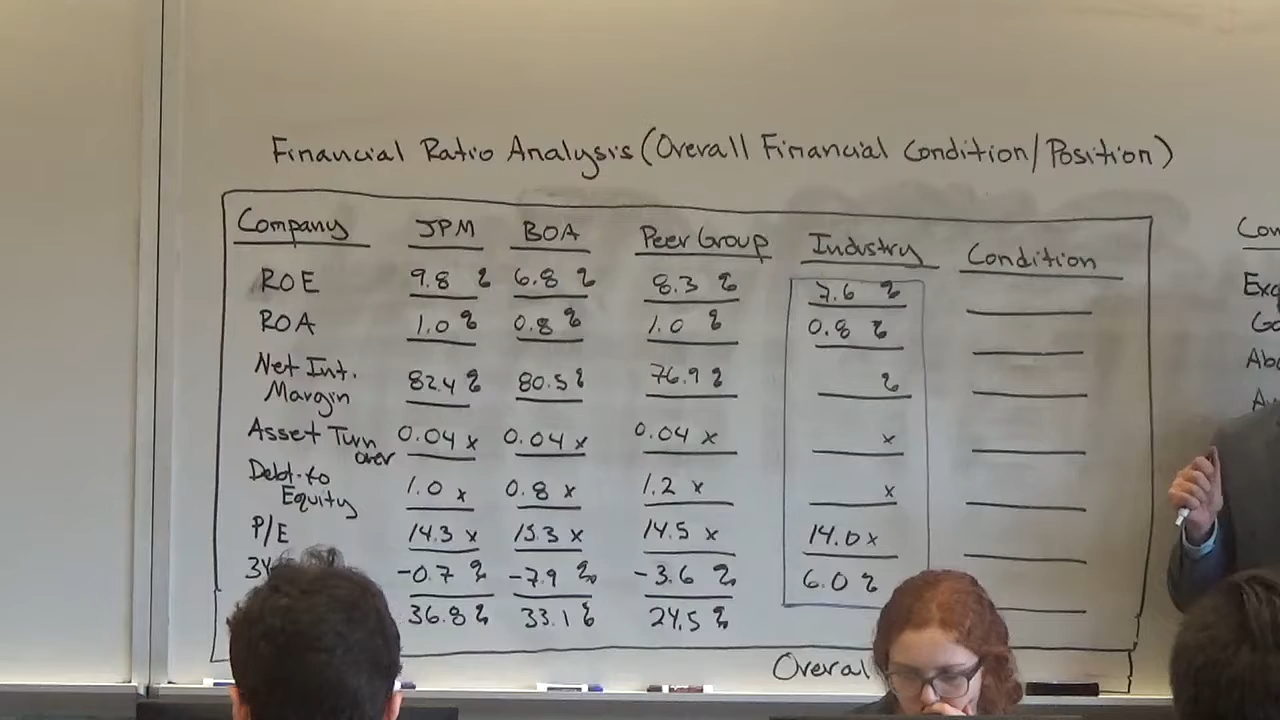 Financial Ratio Analysis (Overall Financial Condition/Position)
Company JPM BOA Peer Group Industry Condition
ROE 9.8 % 6.8 % 8.3 % 7.6 %
ROA 1.0 % 0.8 % 1.0 % 0.8 %
Net Int. Margin 82.4 % 80.5 % 76.9 % %
Asset Turn over 0.04 x 0.04 x 0.04 x x
Debt-to Equity 1.0 x 0.8 x 1.2 x x
P/E 14.3 x 15.3 x 14.5 x 14.0 x
3Y -0.7 % -7.9 % -3.6 % 6.0 %
36.8 % 33.1 % 24.5 %
Overal